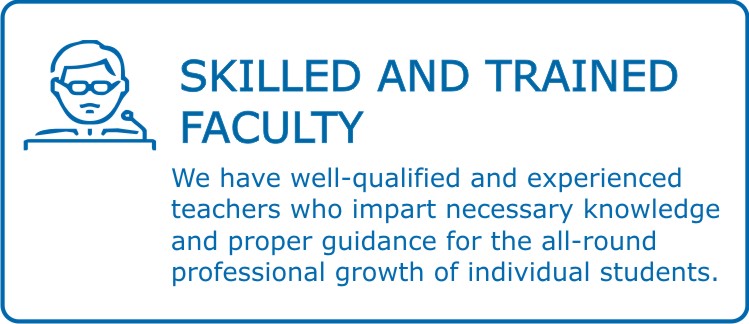 SKILLED AND TRAINED
FACULTY
We have well-qualified and experienced
teachers who impart necessary knowledge
and proper guidance for the all-round
professional growth of individual students.